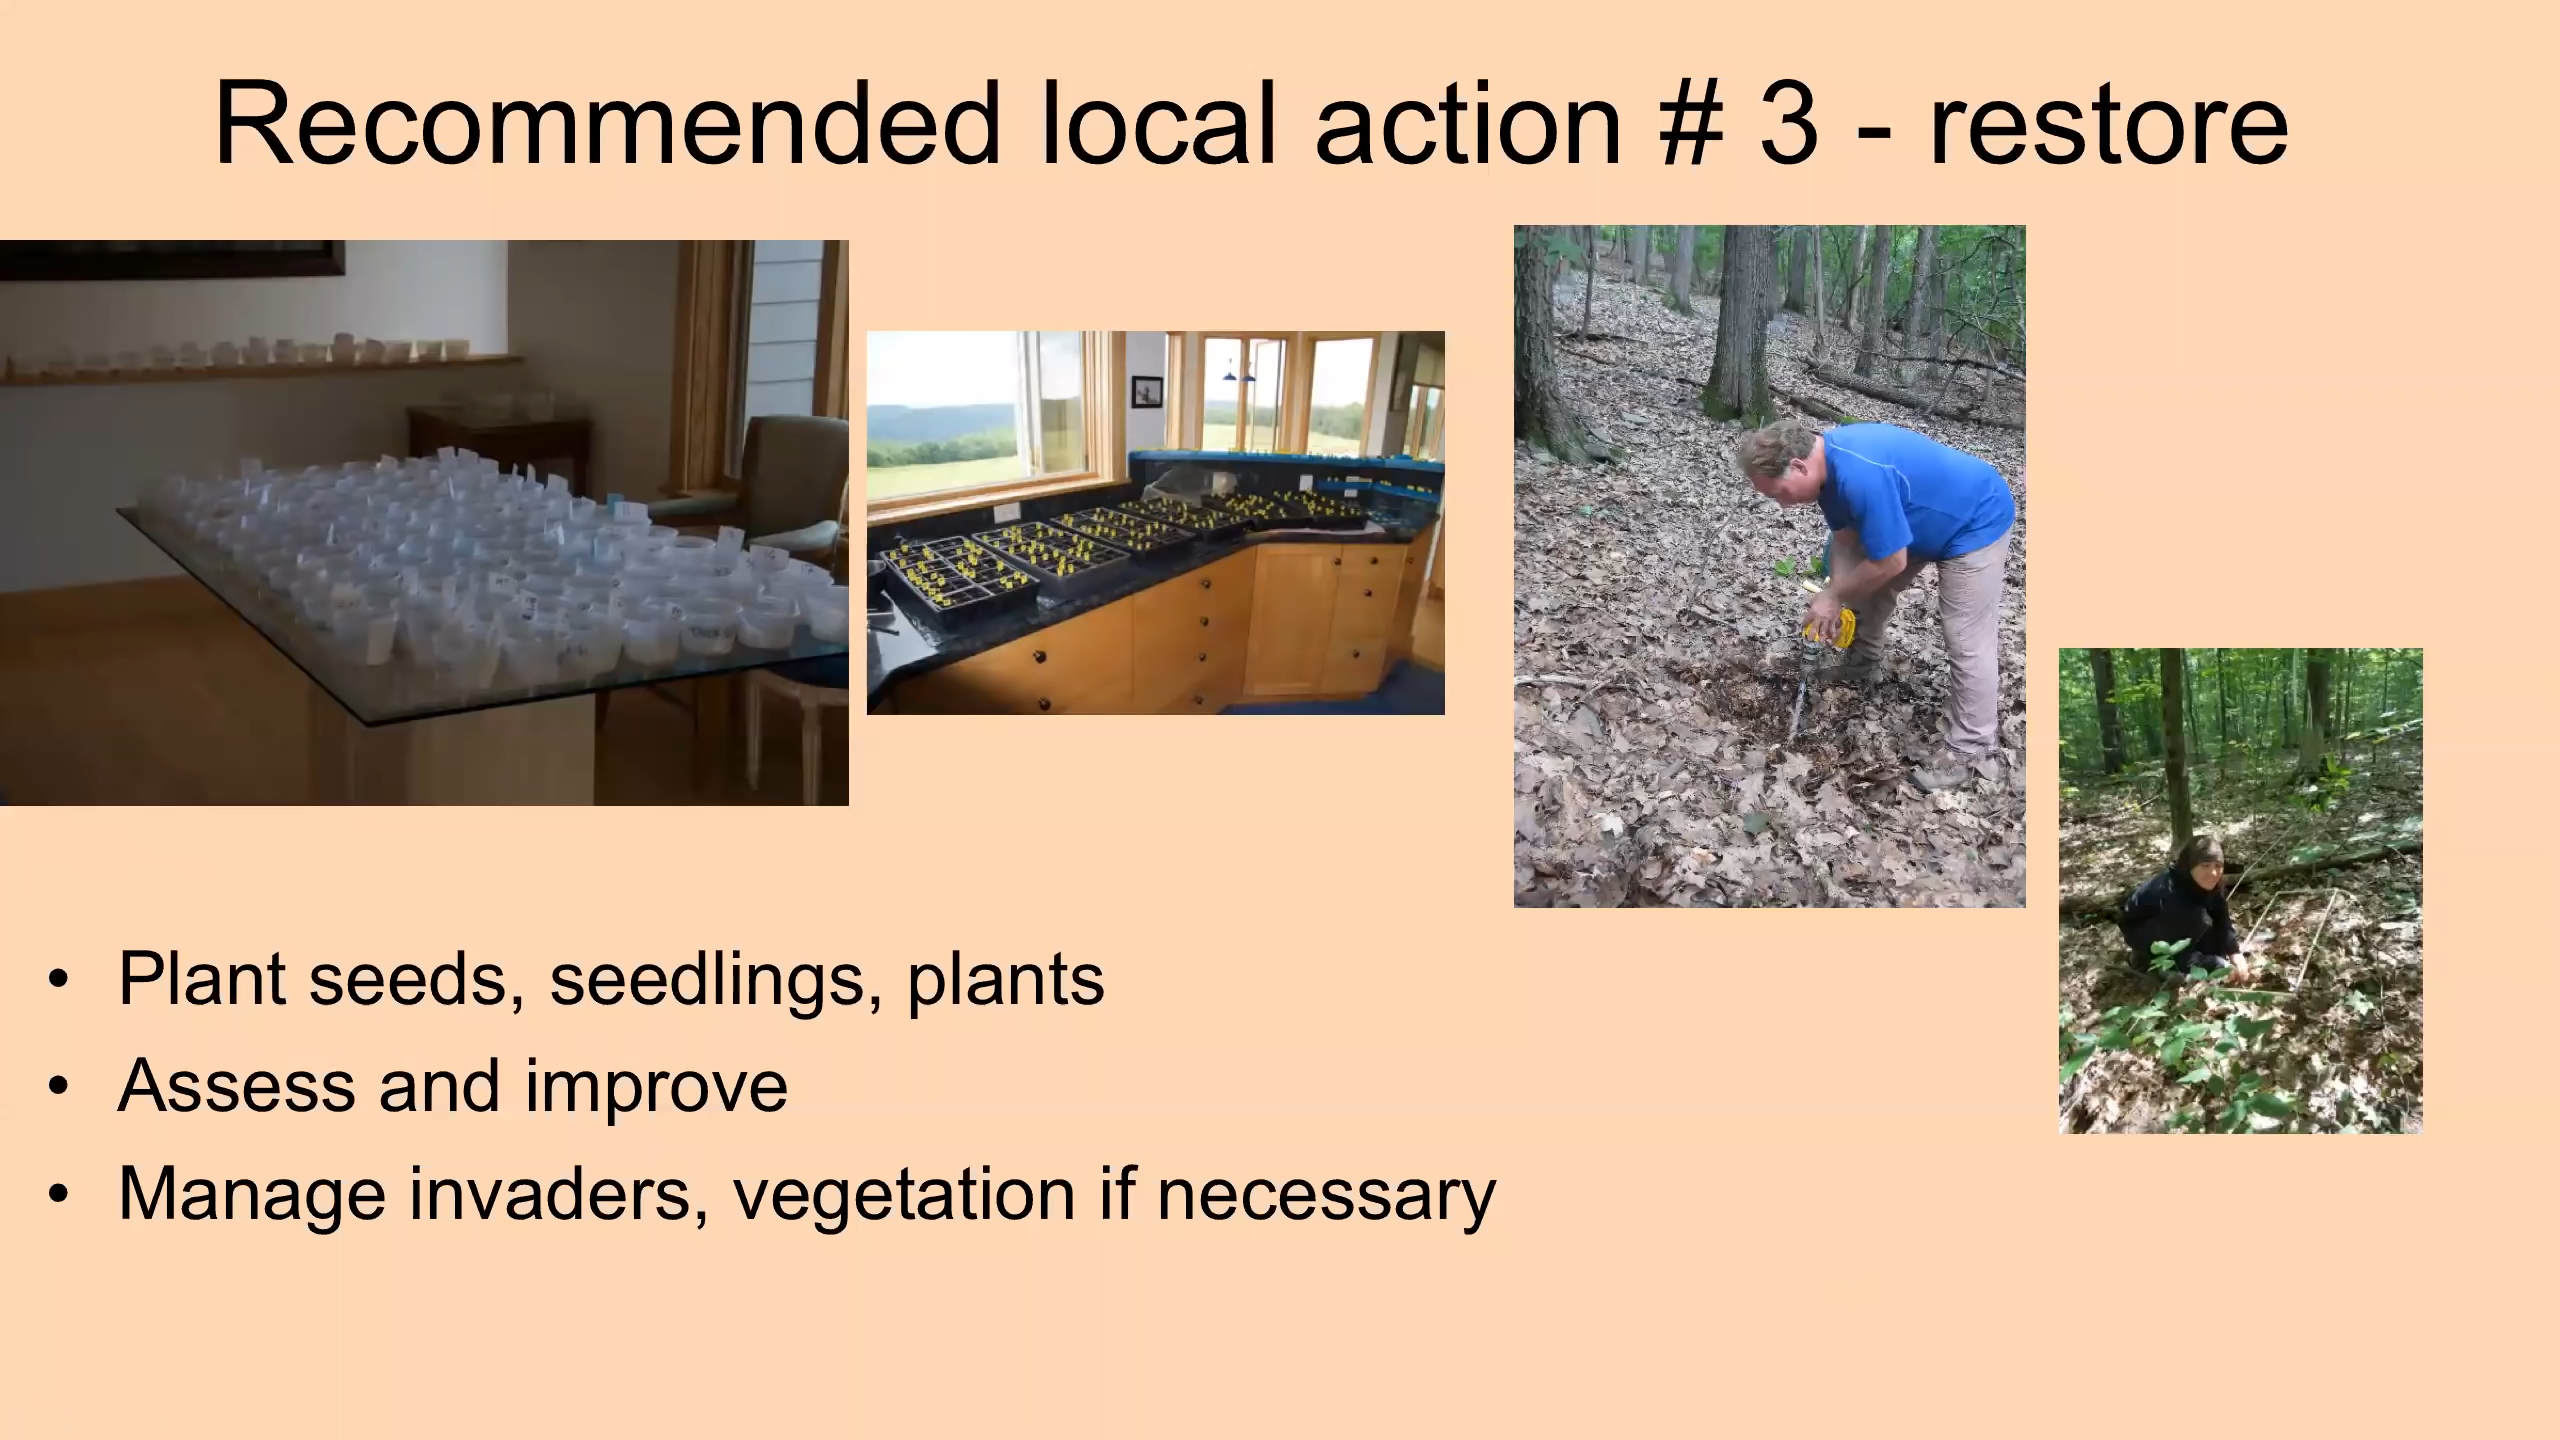 Recommended local action # 3 - restore
• Plant seeds, seedlings, plants
• Assess and improve
• Manage invaders, vegetation if necessary